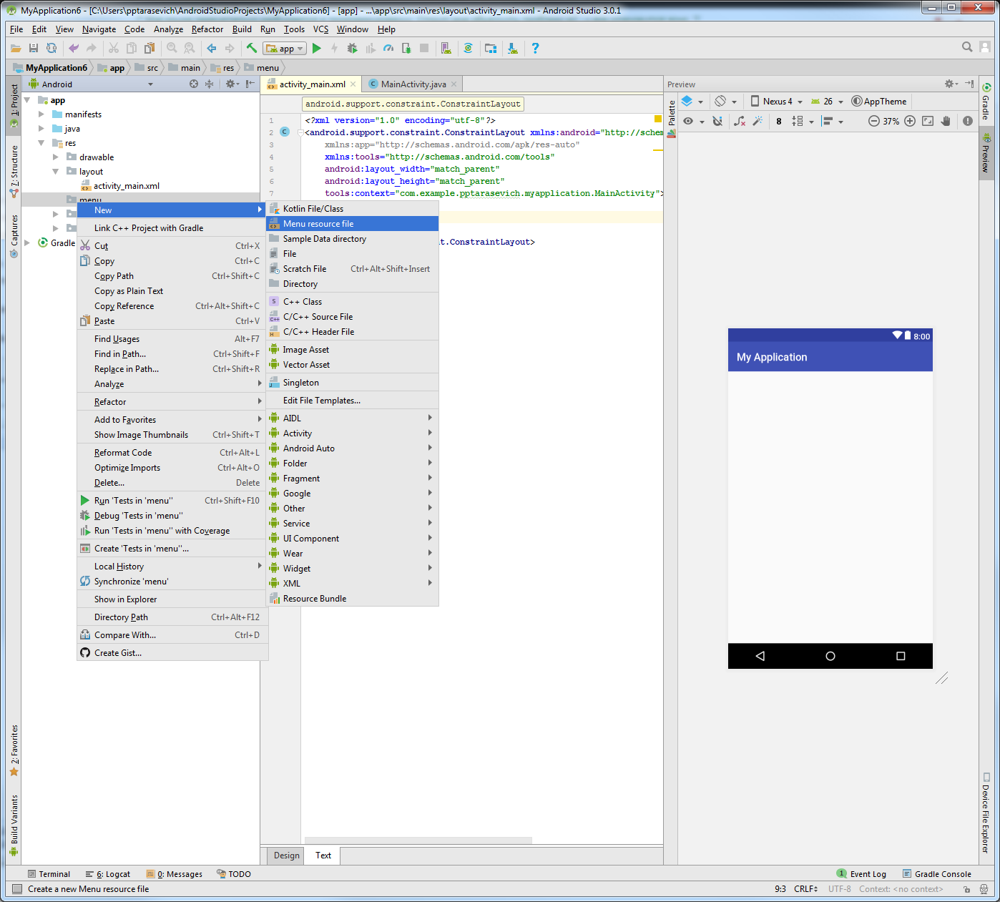 MyApplication6 - [C:\Users\pptarasevich\AndroidStudioProjects\MyApplication6] - [app] - ...\app\src\main\res\layout\activity_main.xml - Android Studio 3.0.1
File Edit View Navigate Code Analyze Refactor Build Run Tools VCS Window Help
app
MyApplication6 app src main res menu
1: Project
7: Structure
Captures
2: Favorites
Build Variants
Android
app
manifests
java
res
drawable
layout
activity_main.xml
menu
Gradle
New
Link C++ Project with Gradle
Cut Ctrl+X
Copy Ctrl+C
Copy Path Ctrl+Shift+C
Copy as Plain Text
Copy Reference Ctrl+Alt+Shift+C
Paste Ctrl+V
Find Usages Alt+F7
Find in Path... Ctrl+Shift+F
Replace in Path... Ctrl+Shift+R
Analyze
Refactor
Add to Favorites
Show Image Thumbnails Ctrl+Shift+T
Reformat Code Ctrl+Alt+L
Optimize Imports Ctrl+Alt+O
Delete... Delete
Run 'Tests in 'menu'' Ctrl+Shift+F10
Debug 'Tests in 'menu''
Run 'Tests in 'menu'' with Coverage
Create 'Tests in 'menu''...
Local History
Synchronize 'menu'
Show in Explorer
Directory Path Ctrl+Alt+F12
Compare With... Ctrl+D
Create Gist...
Kotlin File/Class
Menu resource file
Sample Data directory
File
Scratch File Ctrl+Alt+Shift+Insert
Directory
C++ Class
C/C++ Source File
C/C++ Header File
Image Asset
Vector Asset
Singleton
Edit File Templates...
AIDL
Activity
Android Auto
Folder
Fragment
Google
Other
Service
UI Component
Wear
Widget
XML
Resource Bundle
activity_main.xml MainActivity.java
android.support.constraint.ConstraintLayout
1 <?xml version="1.0" encoding="utf-8"?>
2 <android.support.constraint.ConstraintLayout xmlns:android="http://schem
3 xmlns:app="http://schemas.android.com/apk/res-auto"
4 xmlns:tools="http://schemas.android.com/tools"
5 android:layout_width="match_parent"
6 android:layout_height="match_parent"
7 tools:context="com.example.pptarasevich.myapplication.MainActivity">
t.ConstraintLayout>
Design Text
Preview
Palette
Nexus 4 26 AppTheme
8 37%
8:00
My Application
Gradle
Preview
Device File Explorer
Terminal 6: Logcat 0: Messages TODO 1 Event Log Gradle Console
Create a new Menu resource file 9:3 CRLF UTF-8 Context: <no context>